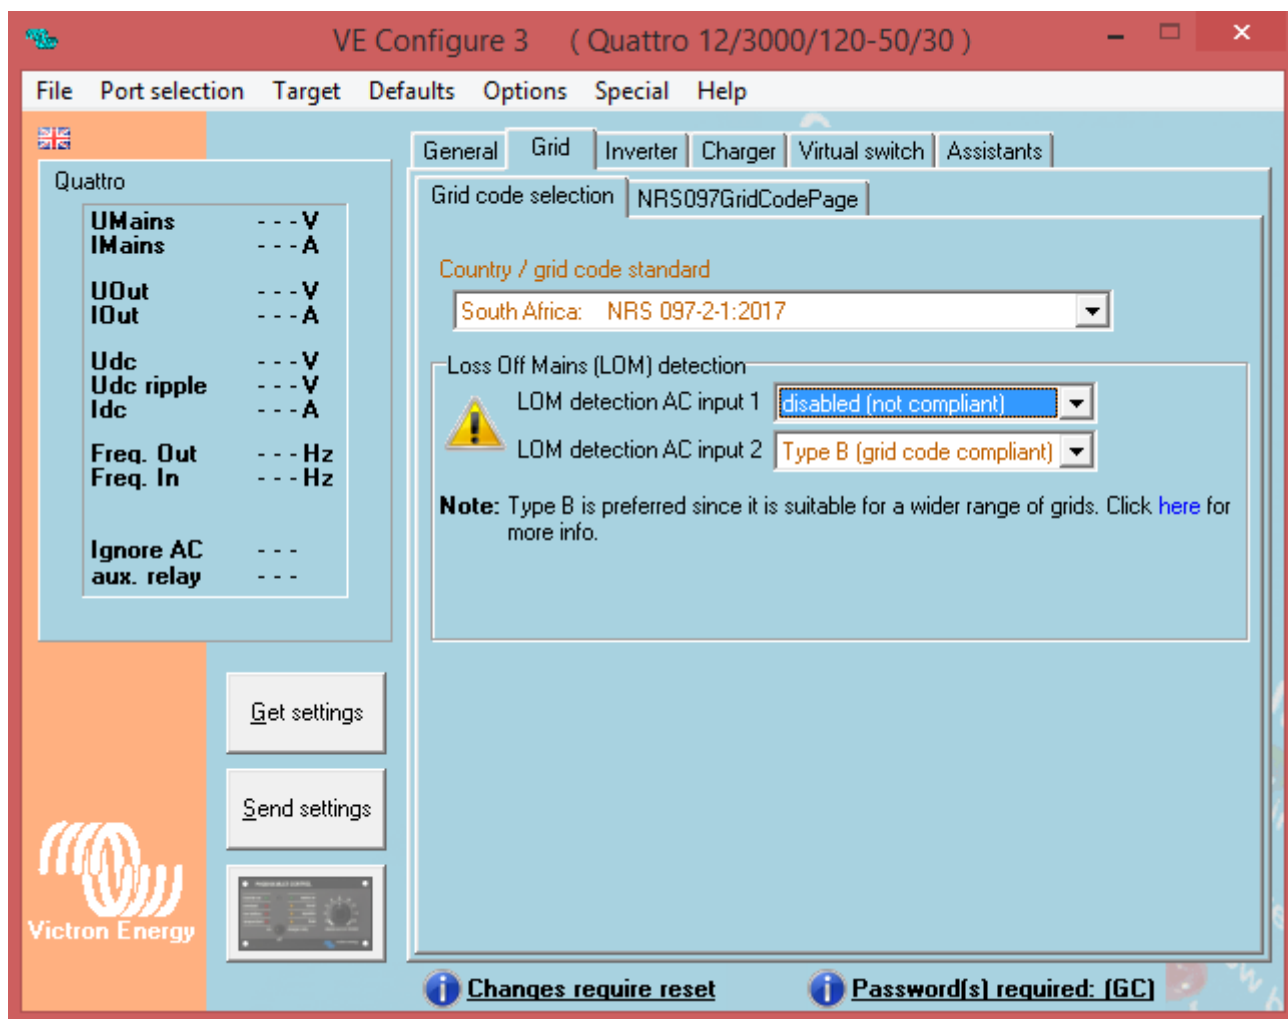 VE Configure 3 ( Quattro 12/3000/120-50/30 )
File Port selection Target Defaults Options Special Help
General Grid Inverter Charger Virtual switch Assistants
Grid code selection NRS097GridCodePage
Quattro
UMains - - - V
IMains - - - A
UOut - - - V
IOut - - - A
Udc - - - V
Udc ripple - - - V
Idc - - - A
Freq. Out - - - Hz
Freq. In - - - Hz
Ignore AC - - -
aux. relay - - -
Country / grid code standard
South Africa: NRS 097-2-1:2017
Loss Off Mains (LOM) detection
LOM detection AC input 1 disabled (not compliant)
LOM detection AC input 2 Type B (grid code compliant)
Note: Type B is preferred since it is suitable for a wider range of grids. Click here for
more info.
Get settings
Send settings
Victron Energy
Changes require reset Password(s) required: (GC)